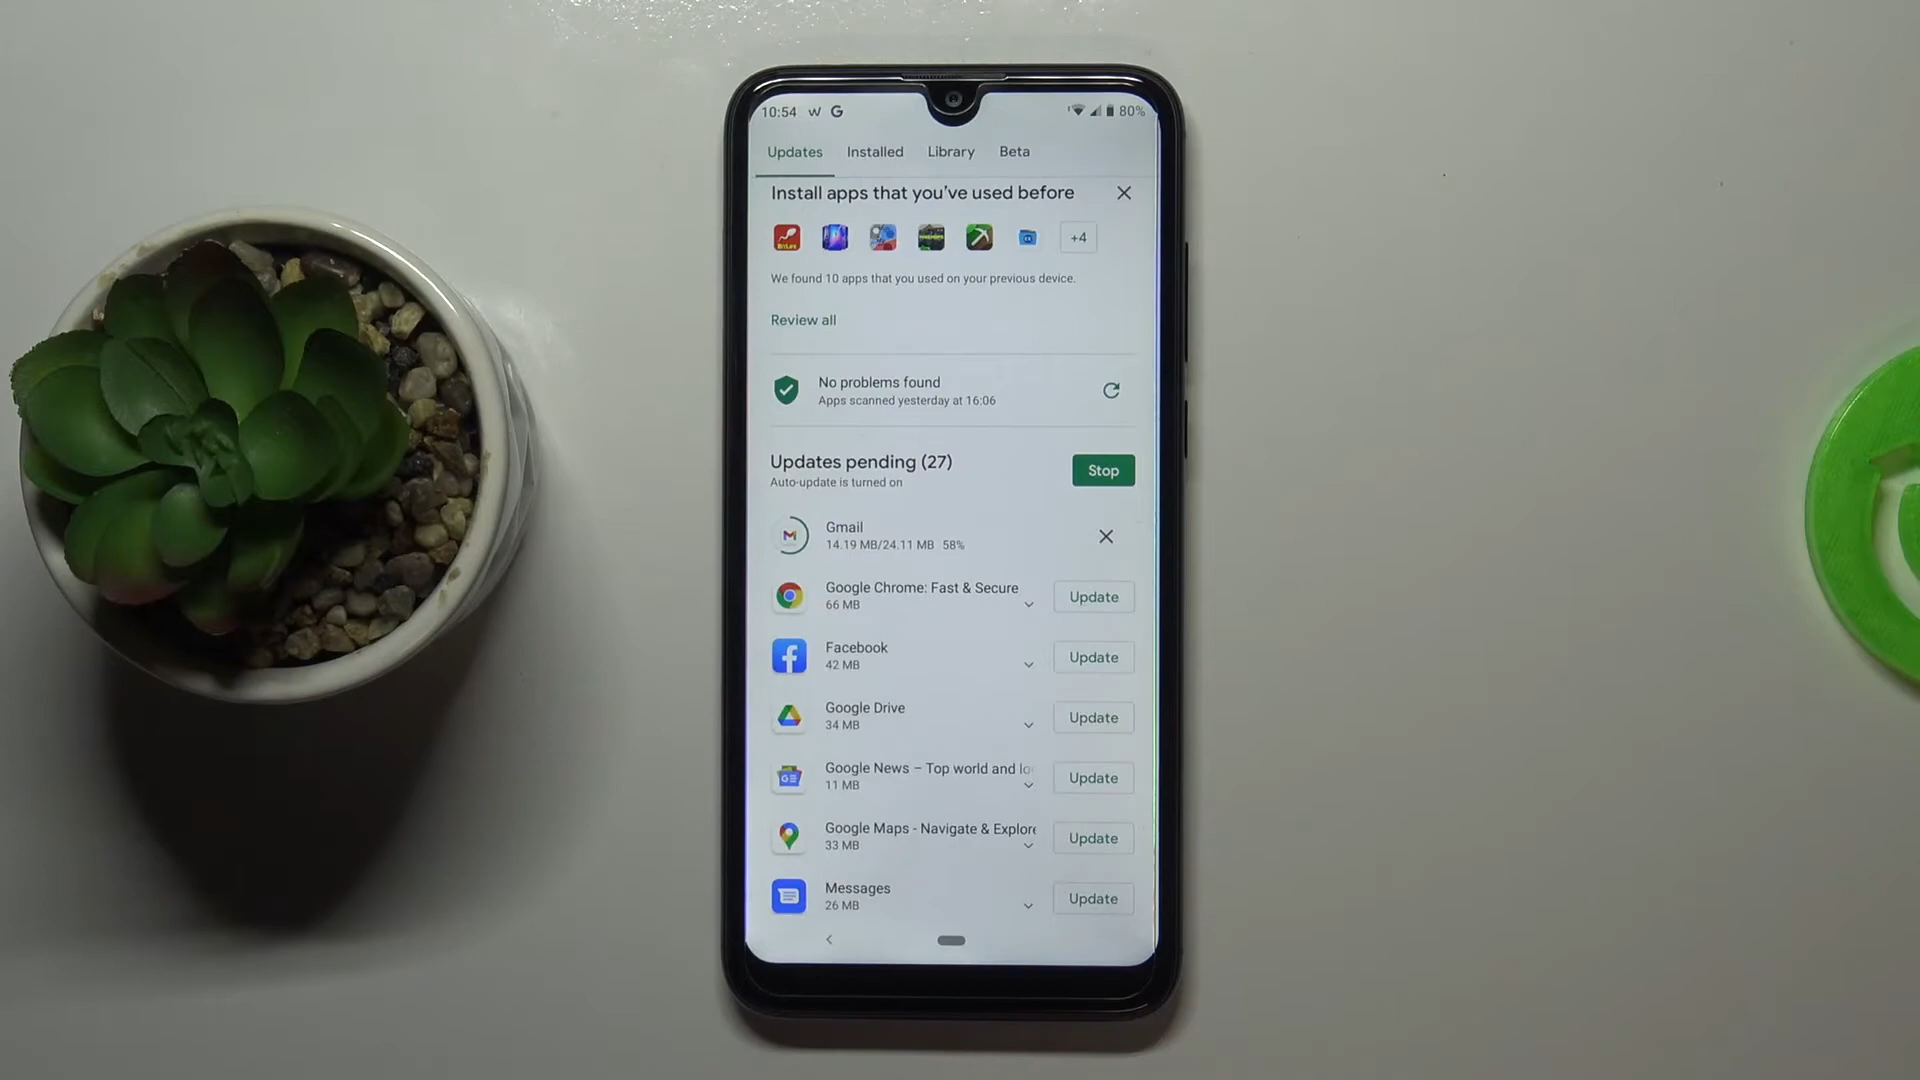 10:54 W G 80%
Updates Installed Library Beta
Install apps that you've used before
BitLife
+4
We found 10 apps that you used on your previous device.
Review all
No problems found
Apps scanned yesterday at 16:06
Updates pending (27)
Stop
Auto-update is turned on
Gmail
14.19 MB/24.11 MB 58%
Google Chrome: Fast & Secure
66 MB
Update
Facebook
42 MB
Update
Google Drive
34 MB
Update
Google News – Top world and lo
11 MB
Update
Google Maps - Navigate & Explore
33 MB
Update
Messages
26 MB
Update